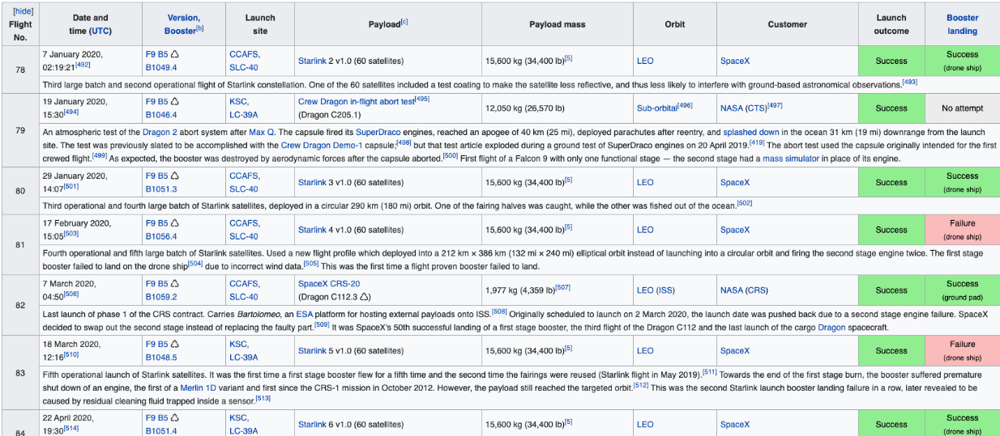 [hide]
Flight No.
Date and time (UTC)
Version, Booster[b]
Launch site
Payload[c]
Payload mass
Orbit
Customer
Launch outcome
Booster landing
78
7 January 2020, 02:19:21[492]
F9 B5 ♺ B1049.4
CCAFS, SLC-40
Starlink 2 v1.0 (60 satellites)
15,600 kg (34,400 lb)[5]
LEO
SpaceX
Success
Success (drone ship)
Third large batch and second operational flight of Starlink constellation. One of the 60 satellites included a test coating to make the satellite less reflective, and thus less likely to interfere with ground-based astronomical observations.[493]
79
19 January 2020, 15:30[494]
F9 B5 ♺ B1046.4
KSC, LC-39A
Crew Dragon in-flight abort test[495] (Dragon C205.1)
12,050 kg (26,570 lb)
Sub-orbital[496]
NASA (CTS)[497]
Success
No attempt
An atmospheric test of the Dragon 2 abort system after Max Q. The capsule fired its SuperDraco engines, reached an apogee of 40 km (25 mi), deployed parachutes after reentry, and splashed down in the ocean 31 km (19 mi) downrange from the launch
site. The test was previously slated to be accomplished with the Crew Dragon Demo-1 capsule;[498] but that test article exploded during a ground test of SuperDraco engines on 20 April 2019.[419] The abort test used the capsule originally intended for the first
crewed flight.[499] As expected, the booster was destroyed by aerodynamic forces after the capsule aborted.[500] First flight of a Falcon 9 with only one functional stage — the second stage had a mass simulator in place of its engine.
80
29 January 2020, 14:07[501]
F9 B5 ♺ B1051.3
CCAFS, SLC-40
Starlink 3 v1.0 (60 satellites)
15,600 kg (34,400 lb)[5]
LEO
SpaceX
Success
Success (drone ship)
Third operational and fourth large batch of Starlink satellites, deployed in a circular 290 km (180 mi) orbit. One of the fairing halves was caught, while the other was fished out of the ocean.[502]
81
17 February 2020, 15:05[503]
F9 B5 ♺ B1056.4
CCAFS, SLC-40
Starlink 4 v1.0 (60 satellites)
15,600 kg (34,400 lb)[5]
LEO
SpaceX
Success
Failure (drone ship)
Fourth operational and fifth large batch of Starlink satellites. Used a new flight profile which deployed into a 212 km × 386 km (132 mi × 240 mi) elliptical orbit instead of launching into a circular orbit and firing the second stage engine twice. The first stage
booster failed to land on the drone ship[504] due to incorrect wind data.[505] This was the first time a flight proven booster failed to land.
82
7 March 2020, 04:50[506]
F9 B5 ♺ B1059.2
CCAFS, SLC-40
SpaceX CRS-20 (Dragon C112.3 ♺)
1,977 kg (4,359 lb)[507]
LEO (ISS)
NASA (CRS)
Success
Success (ground pad)
Last launch of phase 1 of the CRS contract. Carries Bartolomeo, an ESA platform for hosting external payloads onto ISS.[508] Originally scheduled to launch on 2 March 2020, the launch date was pushed back due to a second stage engine failure. SpaceX
decided to swap out the second stage instead of replacing the faulty part.[509] It was SpaceX's 50th successful landing of a first stage booster, the third flight of the Dragon C112 and the last launch of the cargo Dragon spacecraft.
83
18 March 2020, 12:16[510]
F9 B5 ♺ B1048.5
KSC, LC-39A
Starlink 5 v1.0 (60 satellites)
15,600 kg (34,400 lb)[5]
LEO
SpaceX
Success
Failure (drone ship)
Fifth operational launch of Starlink satellites. It was the first time a first stage booster flew for a fifth time and the second time the fairings were reused (Starlink flight in May 2019).[511] Towards the end of the first stage burn, the booster suffered premature
shut down of an engine, the first of a Merlin 1D variant and first since the CRS-1 mission in October 2012. However, the payload still reached the targeted orbit.[512] This was the second Starlink launch booster landing failure in a row, later revealed to be
caused by residual cleaning fluid trapped inside a sensor.[513]
84
22 April 2020, 19:30[514]
F9 B5 ♺ B1051.4
KSC, LC-39A
Starlink 6 v1.0 (60 satellites)
15,600 kg (34,400 lb)[5]
LEO
SpaceX
Success
Success (drone ship)